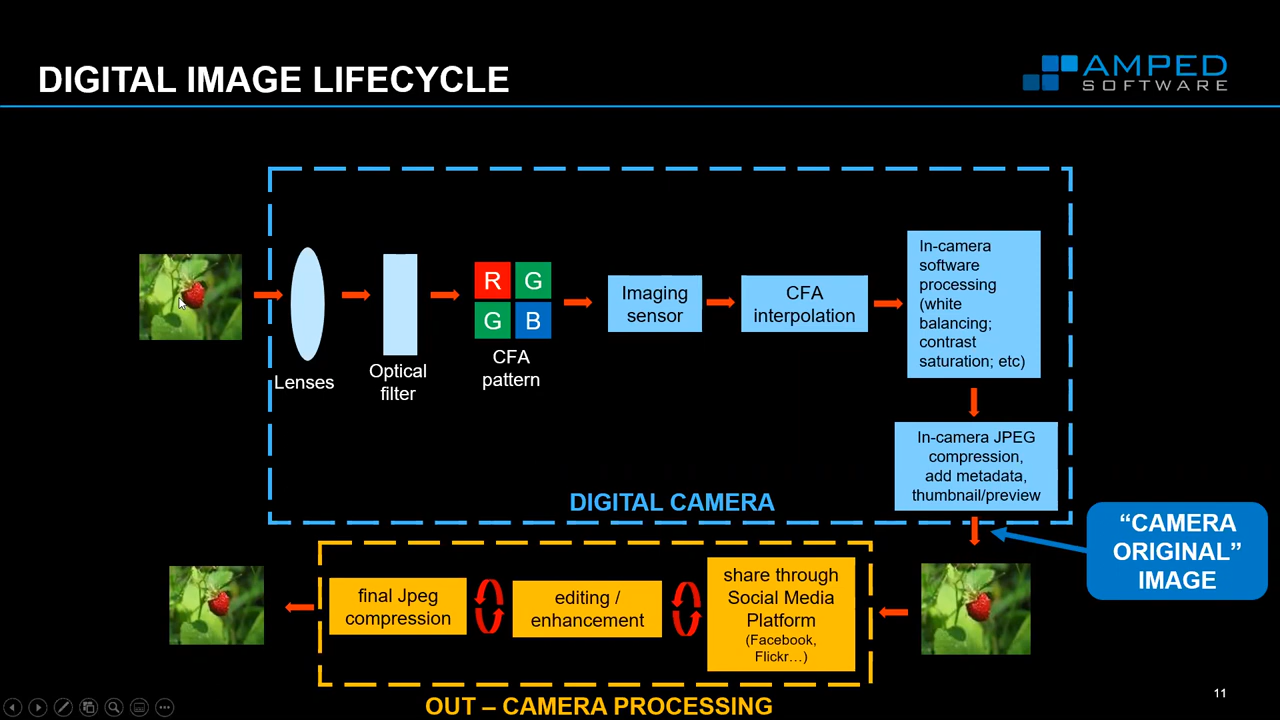 DIGITAL IMAGE LIFECYCLE
AMPED
SOFTWARE
Lenses
Optical
filter
R G
G B
CFA
pattern
Imaging
sensor
CFA
interpolation
In-camera
software
processing
(white
balancing;
contrast
saturation; etc)
In-camera JPEG
compression,
add metadata,
thumbnail/preview
DIGITAL CAMERA
"CAMERA
ORIGINAL"
IMAGE
share through
Social Media
Platform
(Facebook,
Flickr…)
editing /
enhancement
final Jpeg
compression
OUT – CAMERA PROCESSING
11